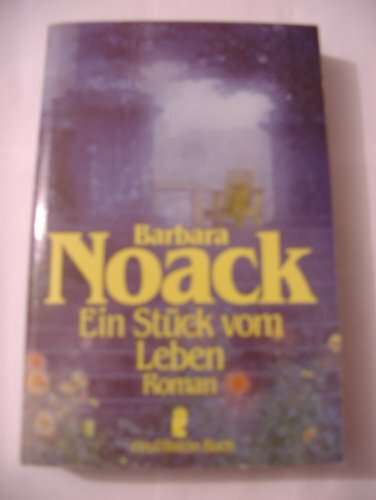 Barbara
Noack
Ein Stück vom
Leben
Roman